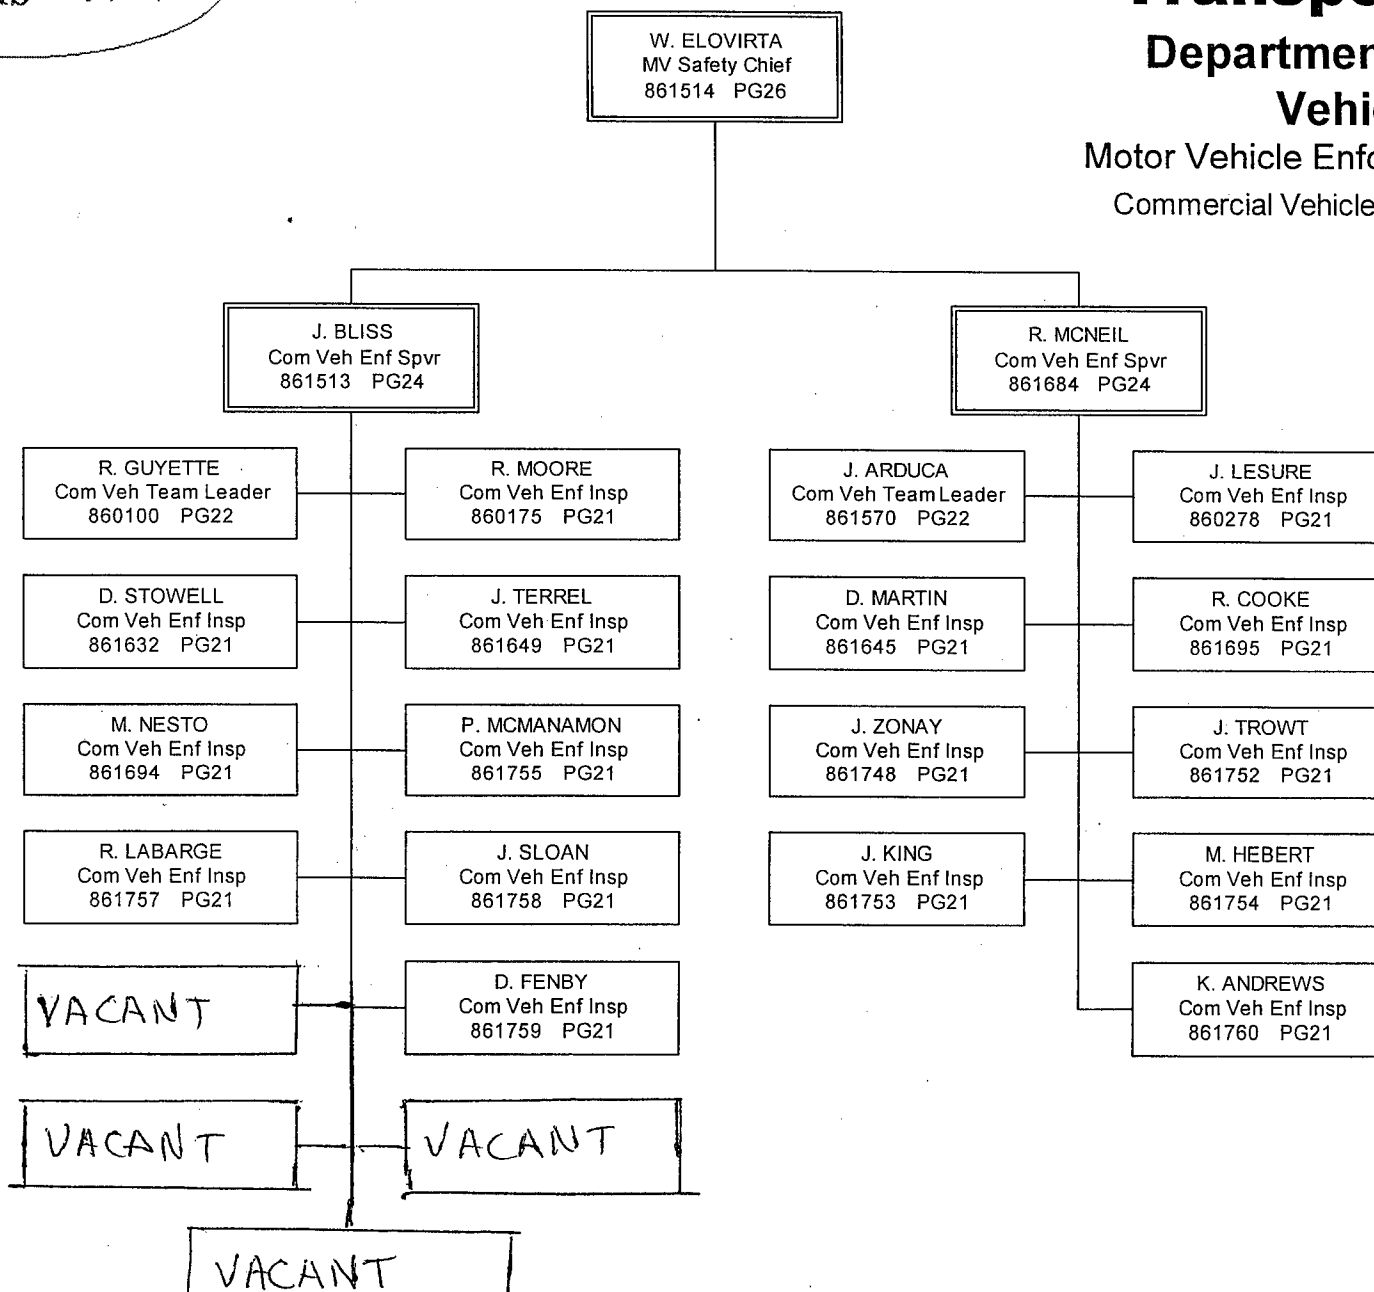 W. ELOVIRTA
MV Safety Chief
861514 PG26
Vehi
Motor Vehicle Enfo
Commercial Vehicle
J. BLISS
Com Veh Enf Spvr
861513 PG24
R. MCNEIL
Com Veh Enf Spvr
861684 PG24
R. GUYETTE
Com Veh Team Leader
860100 PG22
R. MOORE
Com Veh Enf Insp
860175 PG21
J. ARDUCA
Com Veh Team Leader
861570 PG22
J. LESURE
Com Veh Enf Insp
860278 PG21
D. STOWELL
Com Veh Enf Insp
861632 PG21
J. TERREL
Com Veh Enf Insp
861649 PG21
D. MARTIN
Com Veh Enf Insp
861645 PG21
R. COOKE
Com Veh Enf Insp
861695 PG21
M. NESTO
Com Veh Enf Insp
861694 PG21
P. MCMANAMON
Com Veh Enf Insp
861755 PG21
J. ZONAY
Com Veh Enf Insp
861748 PG21
J. TROWT
Com Veh Enf Insp
861752 PG21
R. LABARGE
Com Veh Enf Insp
861757 PG21
J. SLOAN
Com Veh Enf Insp
861758 PG21
J. KING
Com Veh Enf Insp
861753 PG21
M. HEBERT
Com Veh Enf Insp
861754 PG21
VACANT
D. FENBY
Com Veh Enf Insp
861759 PG21
K. ANDREWS
Com Veh Enf Insp
861760 PG21
VACANT
VACANT
VACANT